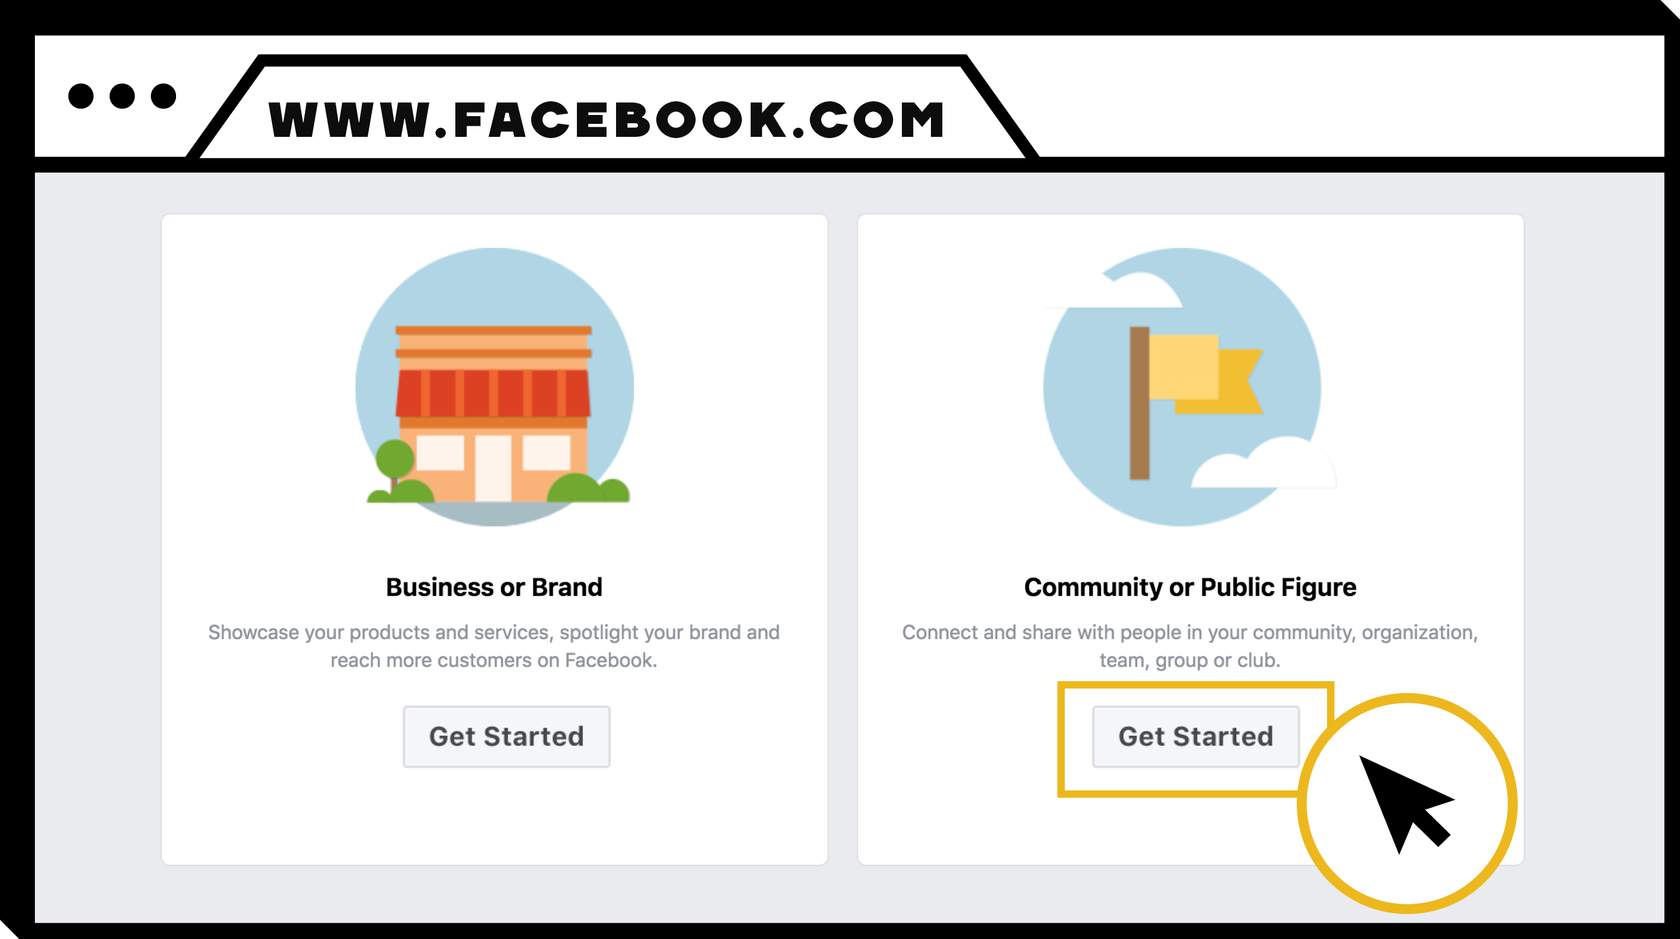 WWW.FACEBOOK.COM
Business or Brand
Showcase your products and services, spotlight your brand and
reach more customers on Facebook.
Get Started
Community or Public Figure
Connect and share with people in your community, organization,
team, group or club.
Get Started